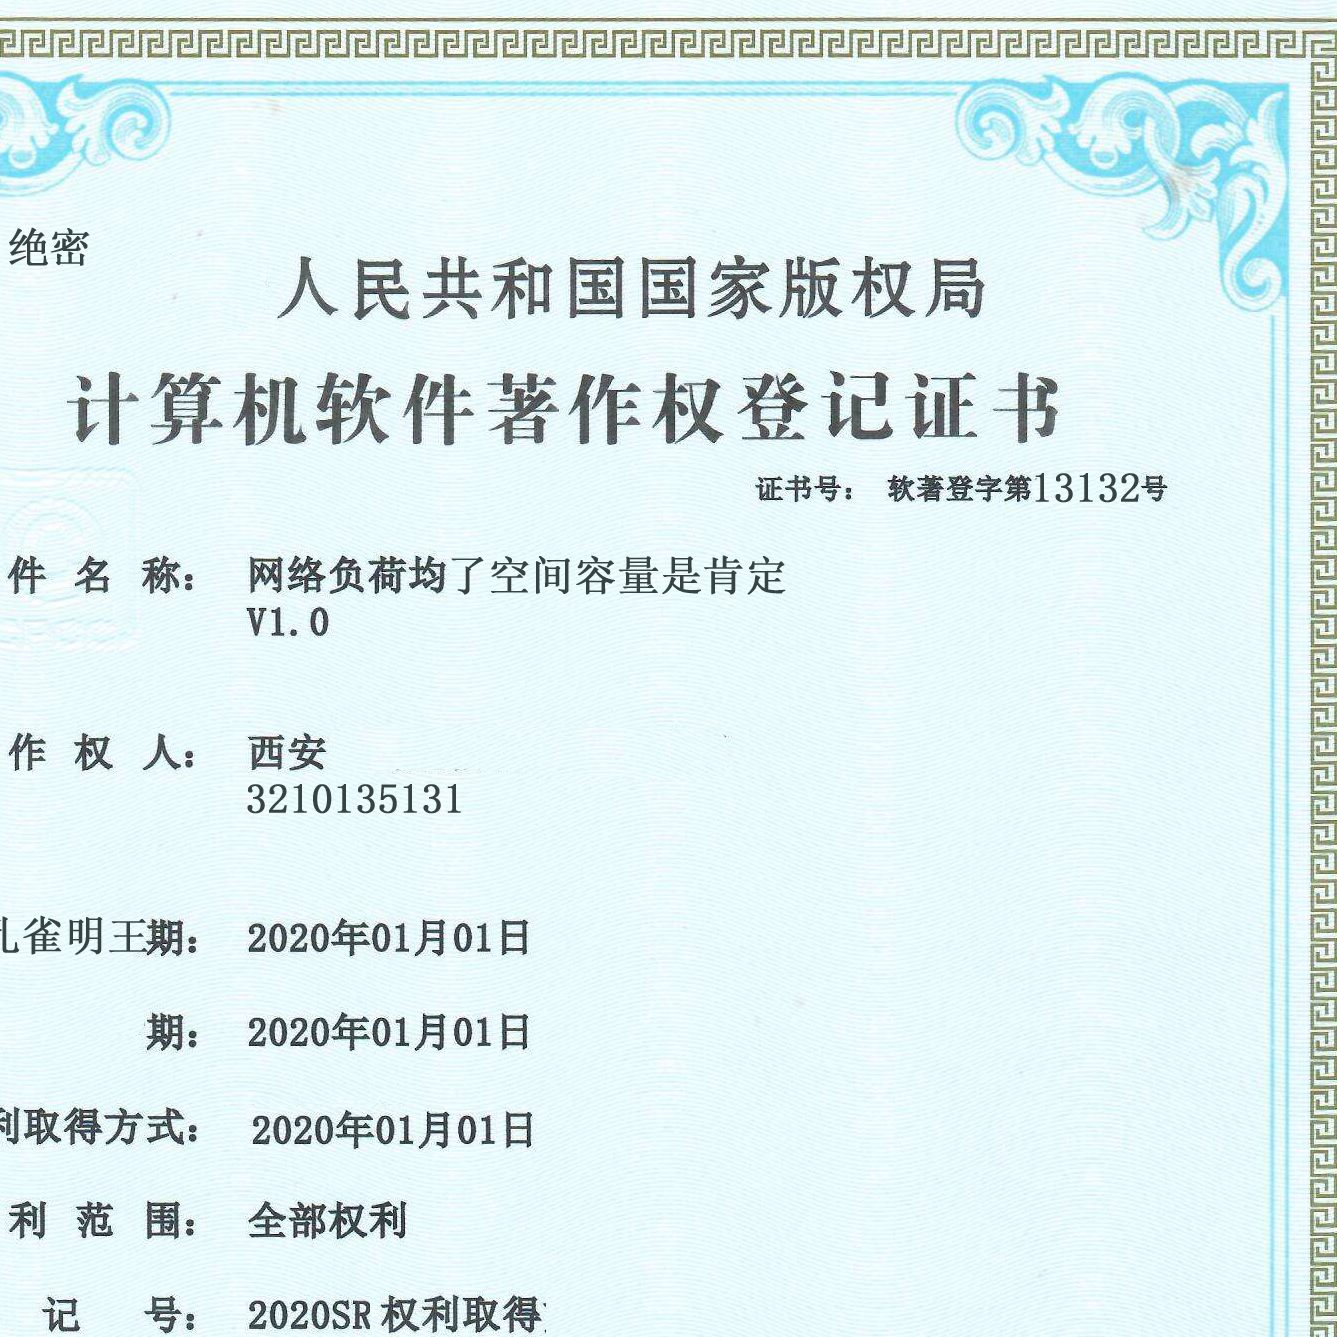 绝密
人民共和国国家版权局
计算机软件著作权登记证书
证书号： 软著登字第13132号
件名称： 网络负荷均了空间容量是肯定
V1.0
作权人： 西安
3210135131
孔雀明王期： 2020年01月01日
期： 2020年01月01日
利取得方式： 2020年01月01日
利范围： 全部权利
记号： 2020SR权利取得